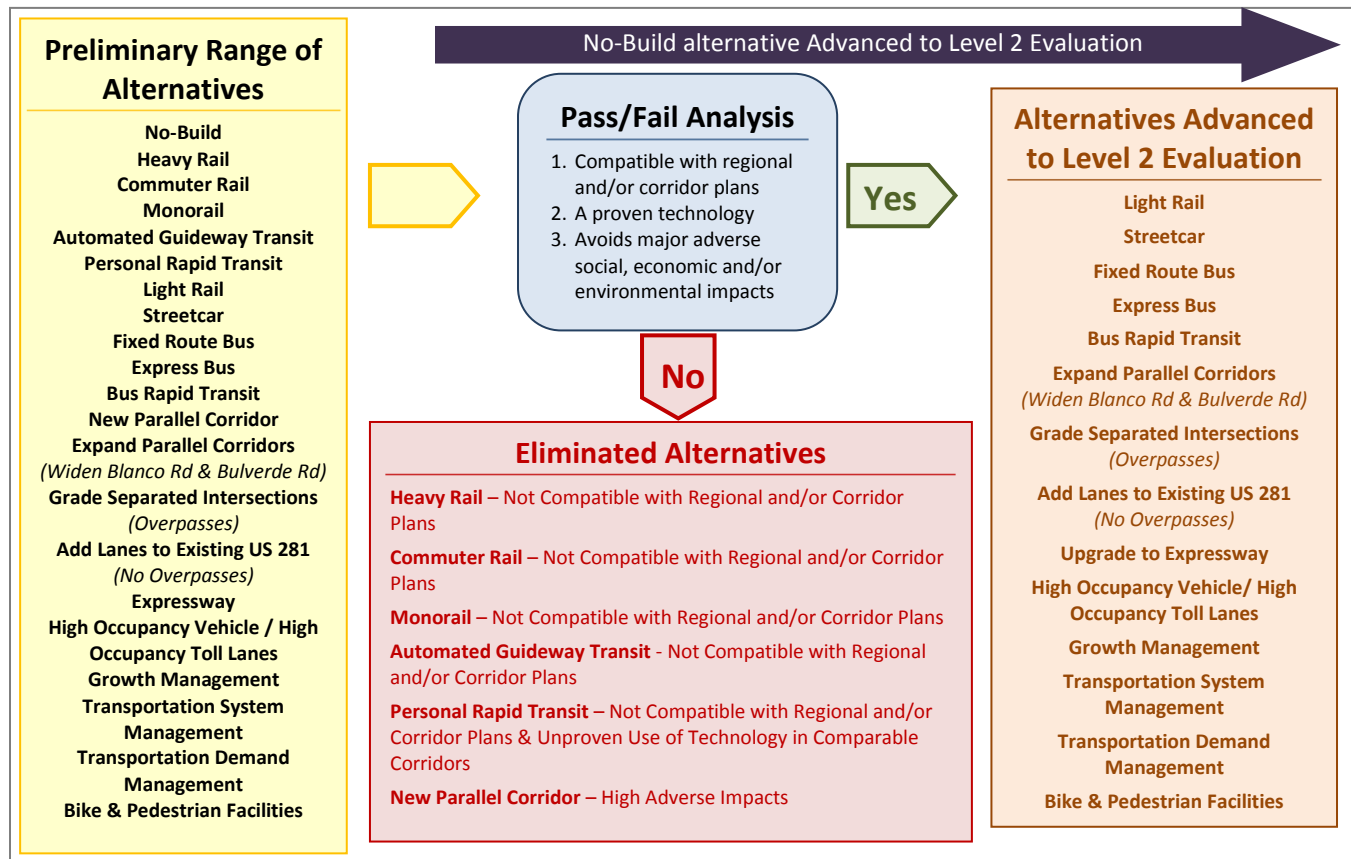 Preliminary Range of
Alternatives
No-Build
Heavy Rail
Commuter Rail
Monorail
Automated Guideway Transit
Personal Rapid Transit
Light Rail
Streetcar
Fixed Route Bus
Express Bus
Bus Rapid Transit
New Parallel Corridor
Expand Parallel Corridors
(Widen Blanco Rd & Bulverde Rd)
Grade Separated Intersections
(Overpasses)
Add Lanes to Existing US 281
(No Overpasses)
Expressway
High Occupancy Vehicle / High
Occupancy Toll Lanes
Growth Management
Transportation System
Management
Transportation Demand
Management
Bike & Pedestrian Facilities
No-Build alternative Advanced to Level 2 Evaluation
Pass/Fail Analysis
1. Compatible with regional
and/or corridor plans
2. A proven technology
3. Avoids major adverse
social, economic and/or
environmental impacts
Yes
No
Eliminated Alternatives
Heavy Rail – Not Compatible with Regional and/or Corridor
Plans
Commuter Rail – Not Compatible with Regional and/or Corridor
Plans
Monorail – Not Compatible with Regional and/or Corridor Plans
Automated Guideway Transit - Not Compatible with Regional
and/or Corridor Plans
Personal Rapid Transit – Not Compatible with Regional and/or
Corridor Plans & Unproven Use of Technology in Comparable
Corridors
New Parallel Corridor – High Adverse Impacts
Alternatives Advanced
to Level 2 Evaluation
Light Rail
Streetcar
Fixed Route Bus
Express Bus
Bus Rapid Transit
Expand Parallel Corridors
(Widen Blanco Rd & Bulverde Rd)
Grade Separated Intersections
(Overpasses)
Add Lanes to Existing US 281
(No Overpasses)
Upgrade to Expressway
High Occupancy Vehicle/ High
Occupancy Toll Lanes
Growth Management
Transportation System
Management
Transportation Demand
Management
Bike & Pedestrian Facilities